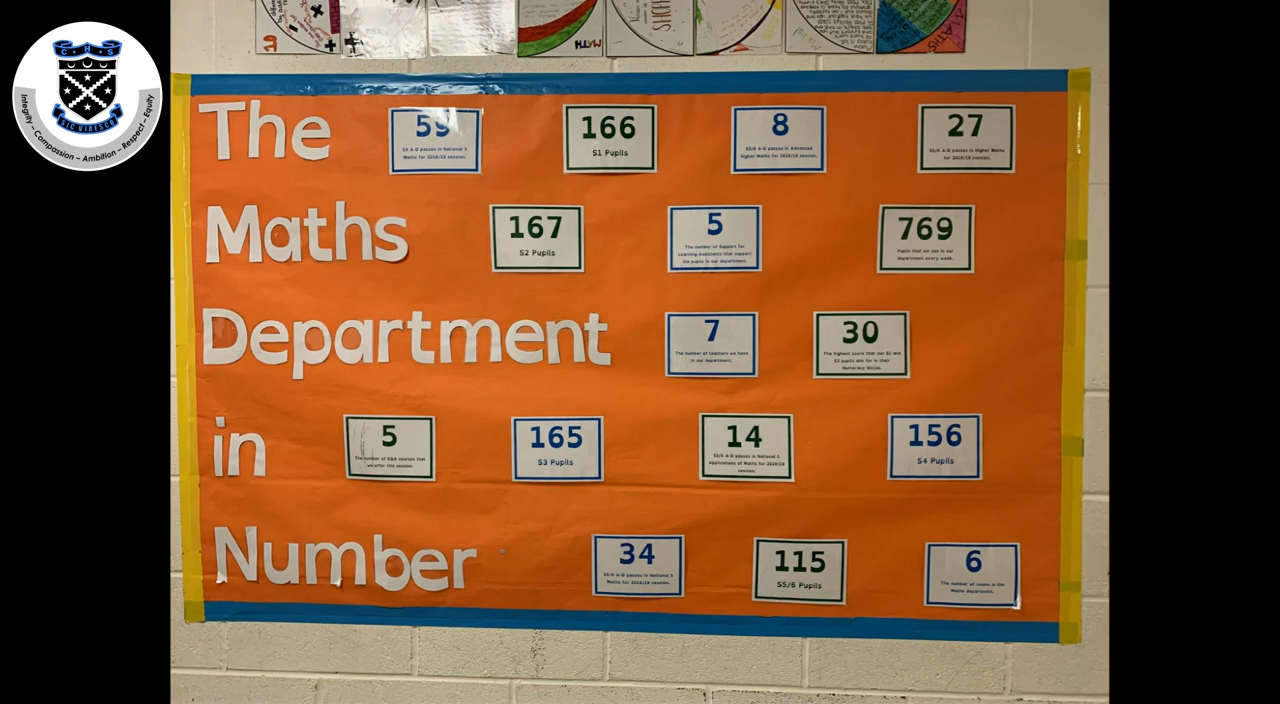 C H S
SIC VIRESCO
Integrity – Compassion – Ambition – Respect – Equity
MATH
MATHS
The
59
S4 A-D passes in National 5
Maths for 2018/19 session.
166
S1 Pupils
8
S5/6 A-D passes in Advanced
Higher Maths for 2018/19
session.
27
S5/6 A-D passes in Higher Maths
for 2018/19 session.
Maths
167
S2 Pupils
5
The number of Support for
Learning Assistants that support
the pupils in our department.
769
Pupils that we see in our
department every week.
Department
7
The number of teachers we have
in our department.
30
The highest score that our S1 and
S2 pupils aim for in their
Numeracy Ninjas.
in
5
The number of SQA courses that
we offer this session.
165
S3 Pupils
14
S5/6 A-D passes in National 5
Applications of Maths for 2018/19
session.
156
S4 Pupils
Number
34
S5/6 A-D passes in National 5
Maths for 2018/19 session.
115
S5/6 Pupils
6
The number of rooms in the
Maths department.